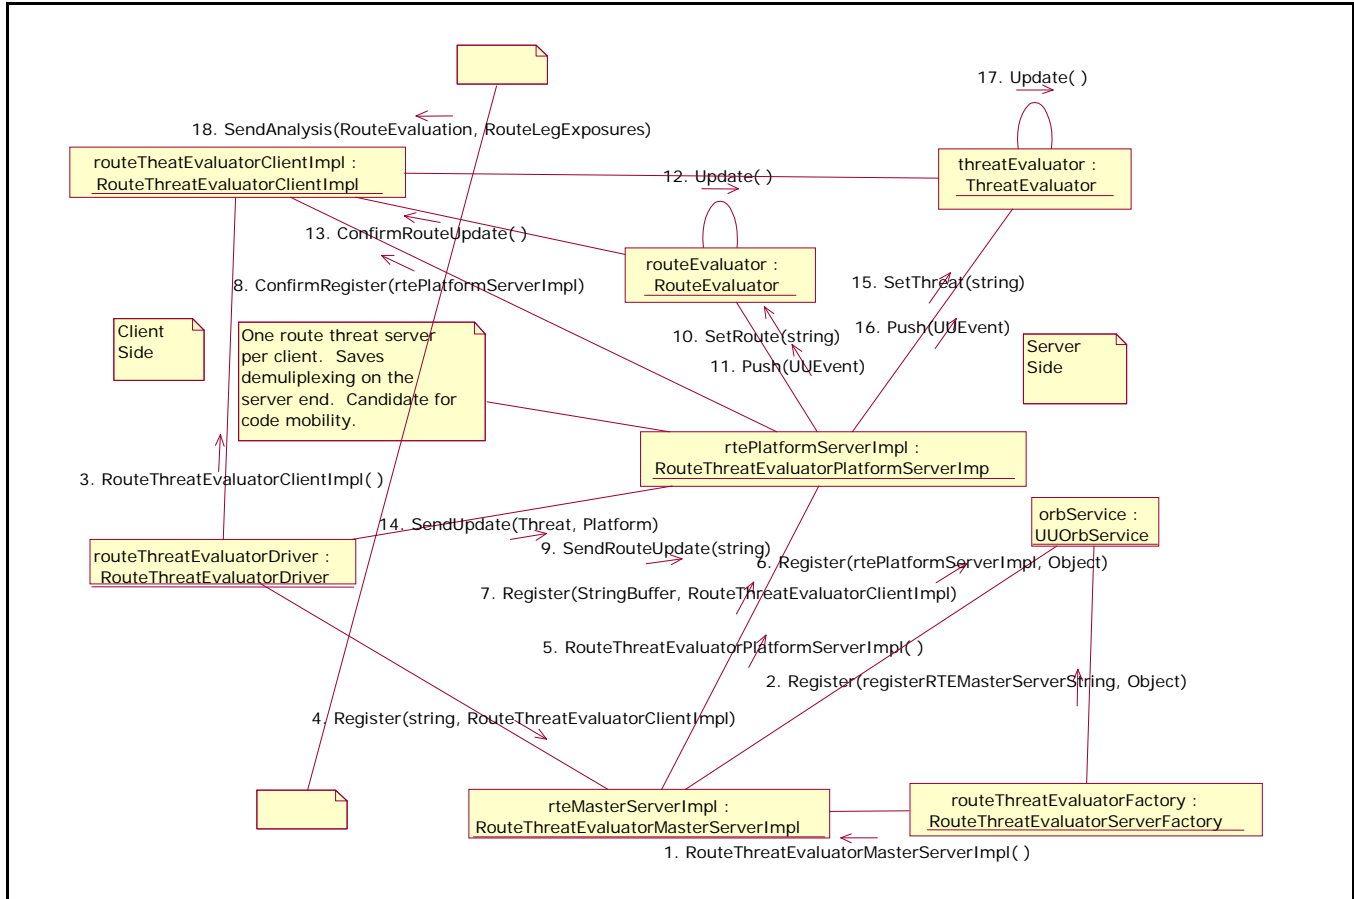 17. Update( )
18. SendAnalysis(RouteEvaluation, RouteLegExposures)
routeTheatEvaluatorClientImpl :
RouteThreatEvaluatorClientImpl
threatEvaluator :
ThreatEvaluator
12. Update( )
13. ConfirmRouteUpdate( )
routeEvaluator :
RouteEvaluator
8. ConfirmRegister(rtePlatformServerImpl)
15. SetThreat(string)
16. Push(UUEvent)
10. SetRoute(string)
11. Push(UUEvent)
Client
Side
One route threat server
per client. Saves
demuliplexing on the
server end. Candidate for
code mobility.
Server
Side
rtePlatformServerImpl :
RouteThreatEvaluatorPlatformServerImp
3. RouteThreatEvaluatorClientImpl( )
14. SendUpdate(Threat, Platform)
9. SendRouteUpdate(string)
orbService :
UUOrbService
routeThreatEvaluatorDriver :
RouteThreatEvaluatorDriver
6. Register(rtePlatformServerImpl, Object)
7. Register(StringBuffer, RouteThreatEvaluatorClientImpl)
5. RouteThreatEvaluatorPlatformServerImpl( )
2. Register(registerRTEMasterServerString, Object)
4. Register(string, RouteThreatEvaluatorClientImpl)
rteMasterServerImpl :
RouteThreatEvaluatorMasterServerImpl
routeThreatEvaluatorFactory :
RouteThreatEvaluatorServerFactory
1. RouteThreatEvaluatorMasterServerImpl( )